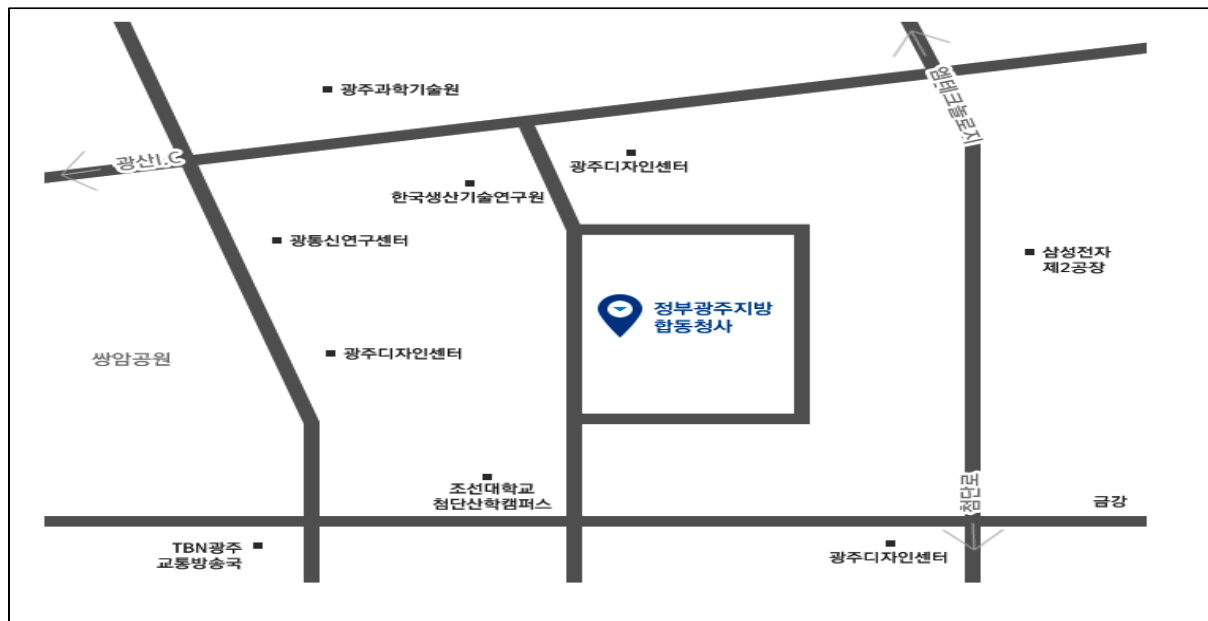 광주과학기술원
엠테크놀로지
광산I.C
광주디자인센터
한국생산기술연구원
광통신연구센터
삼성전자
제2공장
정부광주지방
합동청사
쌍암공원
광주디자인센터
조선대학교
첨단산학캠퍼스
첨단로
금강
TBN광주
교통방송국
광주디자인센터